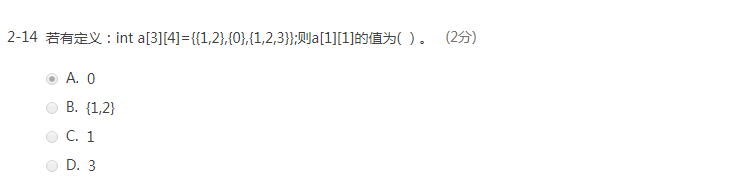 2-14 若有定义：int a[3][4]={{1,2},{0},{1,2,3}};则a[1][1]的值为( ) 。 (2分)
A. 0
B. {1,2}
C. 1
D. 3